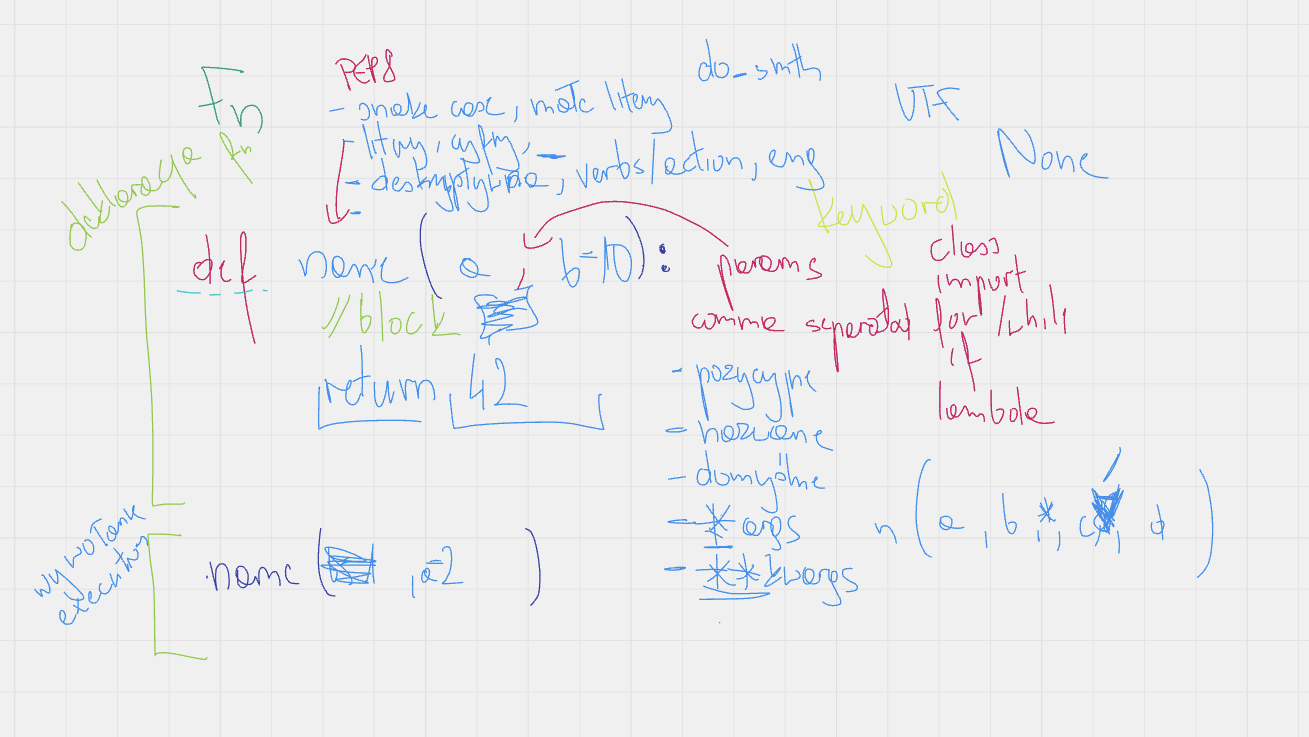 Fn
PEP8
do_smth
- snake case, małe litery
- litery, cyfry, _
- deskryptywne, verbs/action, eng
-
UTF
None
deklaracja fn
keyword
def name ( a , b=10 ) :
params
class
import
for /while
if
lambda
comma separated
//block
return 42
- pozycyjne
- nazwane
- domyślne
- *args
- **kwargs
n ( a , b , * , c , d )
wywołanie
execution
name ( , a=2 )